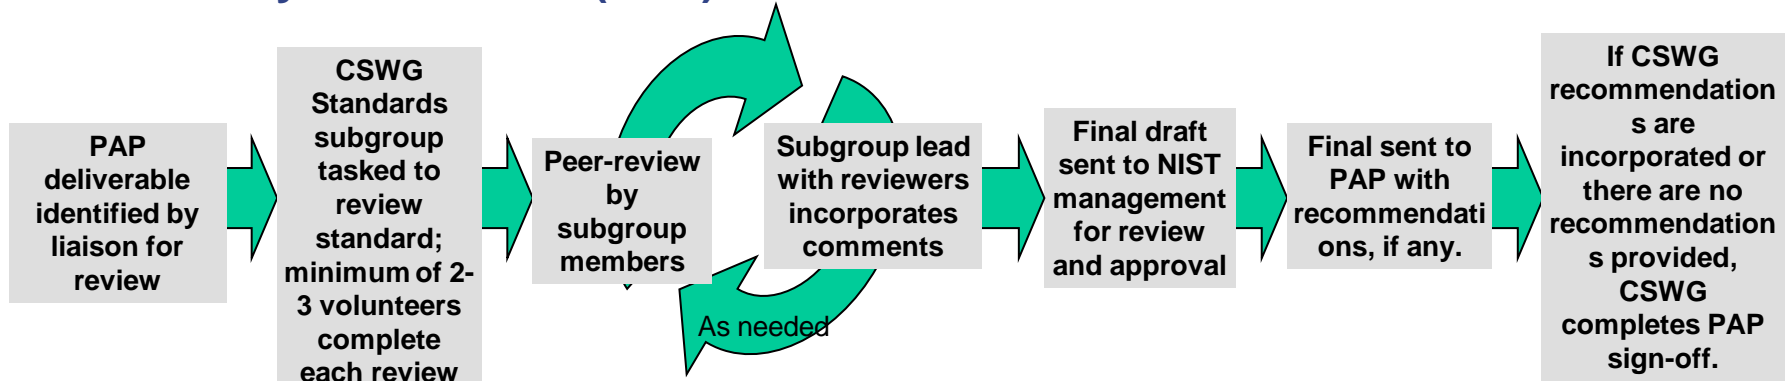 PAP
deliverable
identified by
liaison for
review
CSWG
Standards
subgroup
tasked to
review
standard;
minimum of 2-
3 volunteers
complete
each review
Peer-review
by
subgroup
members
Subgroup lead
with reviewers
incorporates
comments
As needed
Final draft
sent to NIST
management
for review
and approval
Final sent to
PAP with
recommendati
ons, if any.
If CSWG
recommendation
s are
incorporated or
there are no
recommendation
s provided,
CSWG
completes PAP
sign-off.